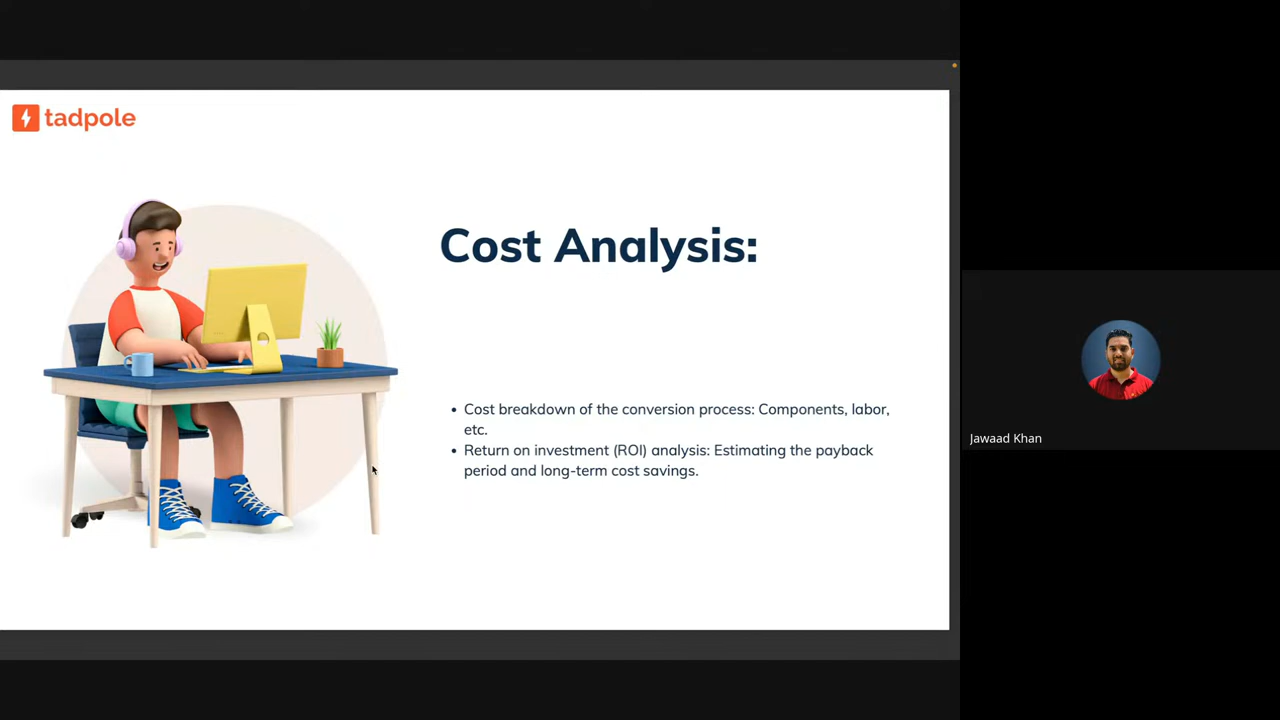 tadpole
Cost Analysis:
• Cost breakdown of the conversion process: Components, labor,
etc.
• Return on investment (ROI) analysis: Estimating the payback
period and long-term cost savings.
Jawaad Khan